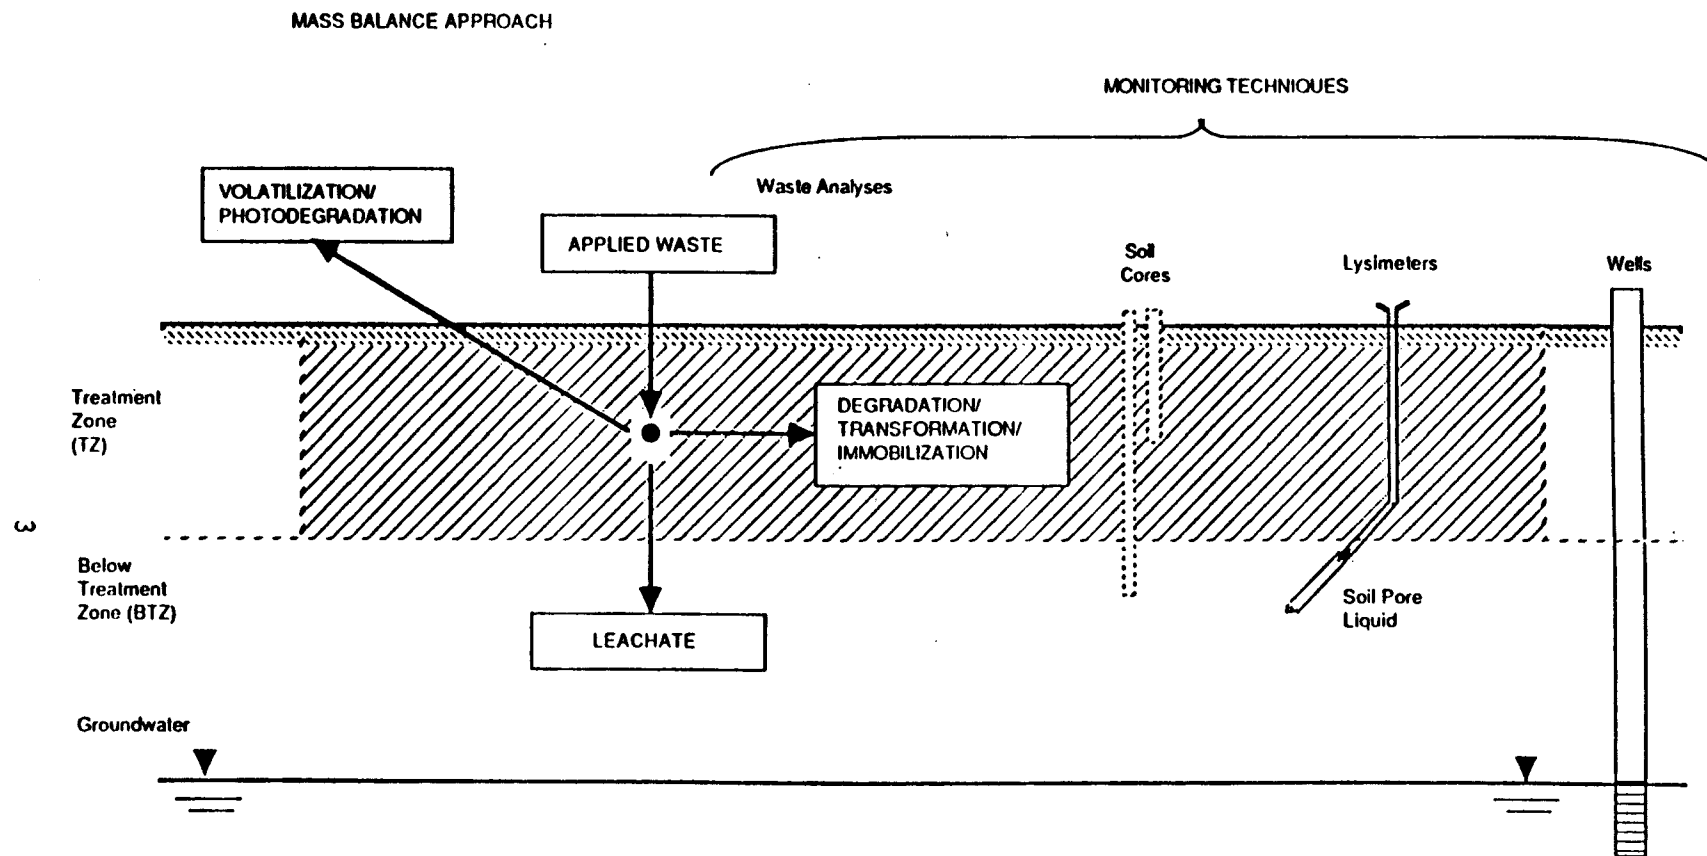 MASS BALANCE APPROACH
MONITORING TECHNIQUES
VOLATILIZATION/
PHOTODEGRADATION
Waste Analyses
APPLIED WASTE
Soil
Cores
Lysimeters
Wells
Treatment
Zone
(TZ)
DEGRADATION/
TRANSFORMATION/
IMMOBILIZATION
3
Below
Treatment
Zone (BTZ)
Soil Pore
Liquid
LEACHATE
Groundwater